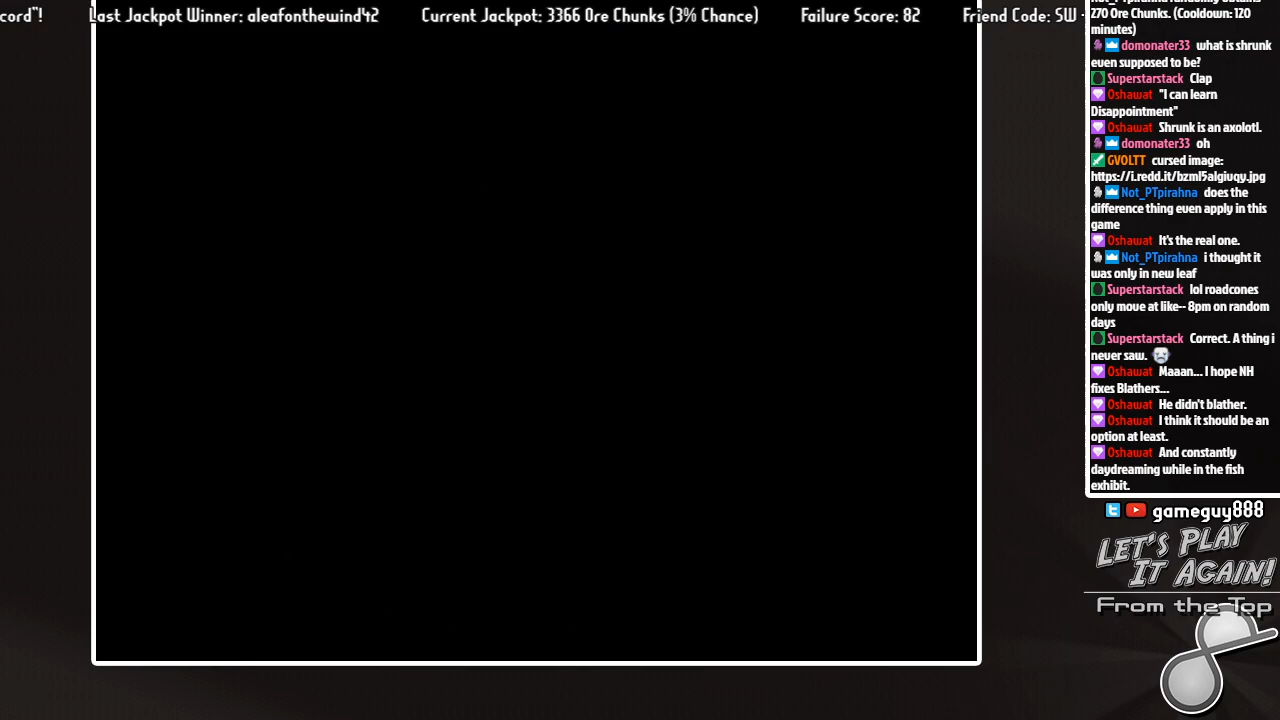 cord"! Last Jackpot Winner: aleafonthewind42 Current Jackpot: 3366 Ore Chunks (3% Chance) Failure Score: 82 Friend Code: SW -
270 Ore Chunks. (Cooldown: 120
minutes)
domonater33 what is shrunk
even supposed to be?
Superstarstack Clap
Oshawat "I can learn
Disappointment"
Oshawat Shrunk is an axolotl.
domonater33 oh
GVOLTT cursed image:
https://i.redd.it/bzml5algivqy.jpg
Not_PTpirahna does the
difference thing even apply in this
game
Oshawat It's the real one.
Not_PTpirahna i thought it
was only in new leaf
Superstarstack lol roadcones
only move at like-- 8pm on random
days
Superstarstack Correct. A thing i
never saw.
Oshawat Maaan... I hope NH
fixes Blathers...
Oshawat He didn't blather.
Oshawat I think it should be an
option at least.
Oshawat And constantly
daydreaming while in the fish
exhibit.
gameguy888
LET'S PLAY
IT AGAIN!
From the Top